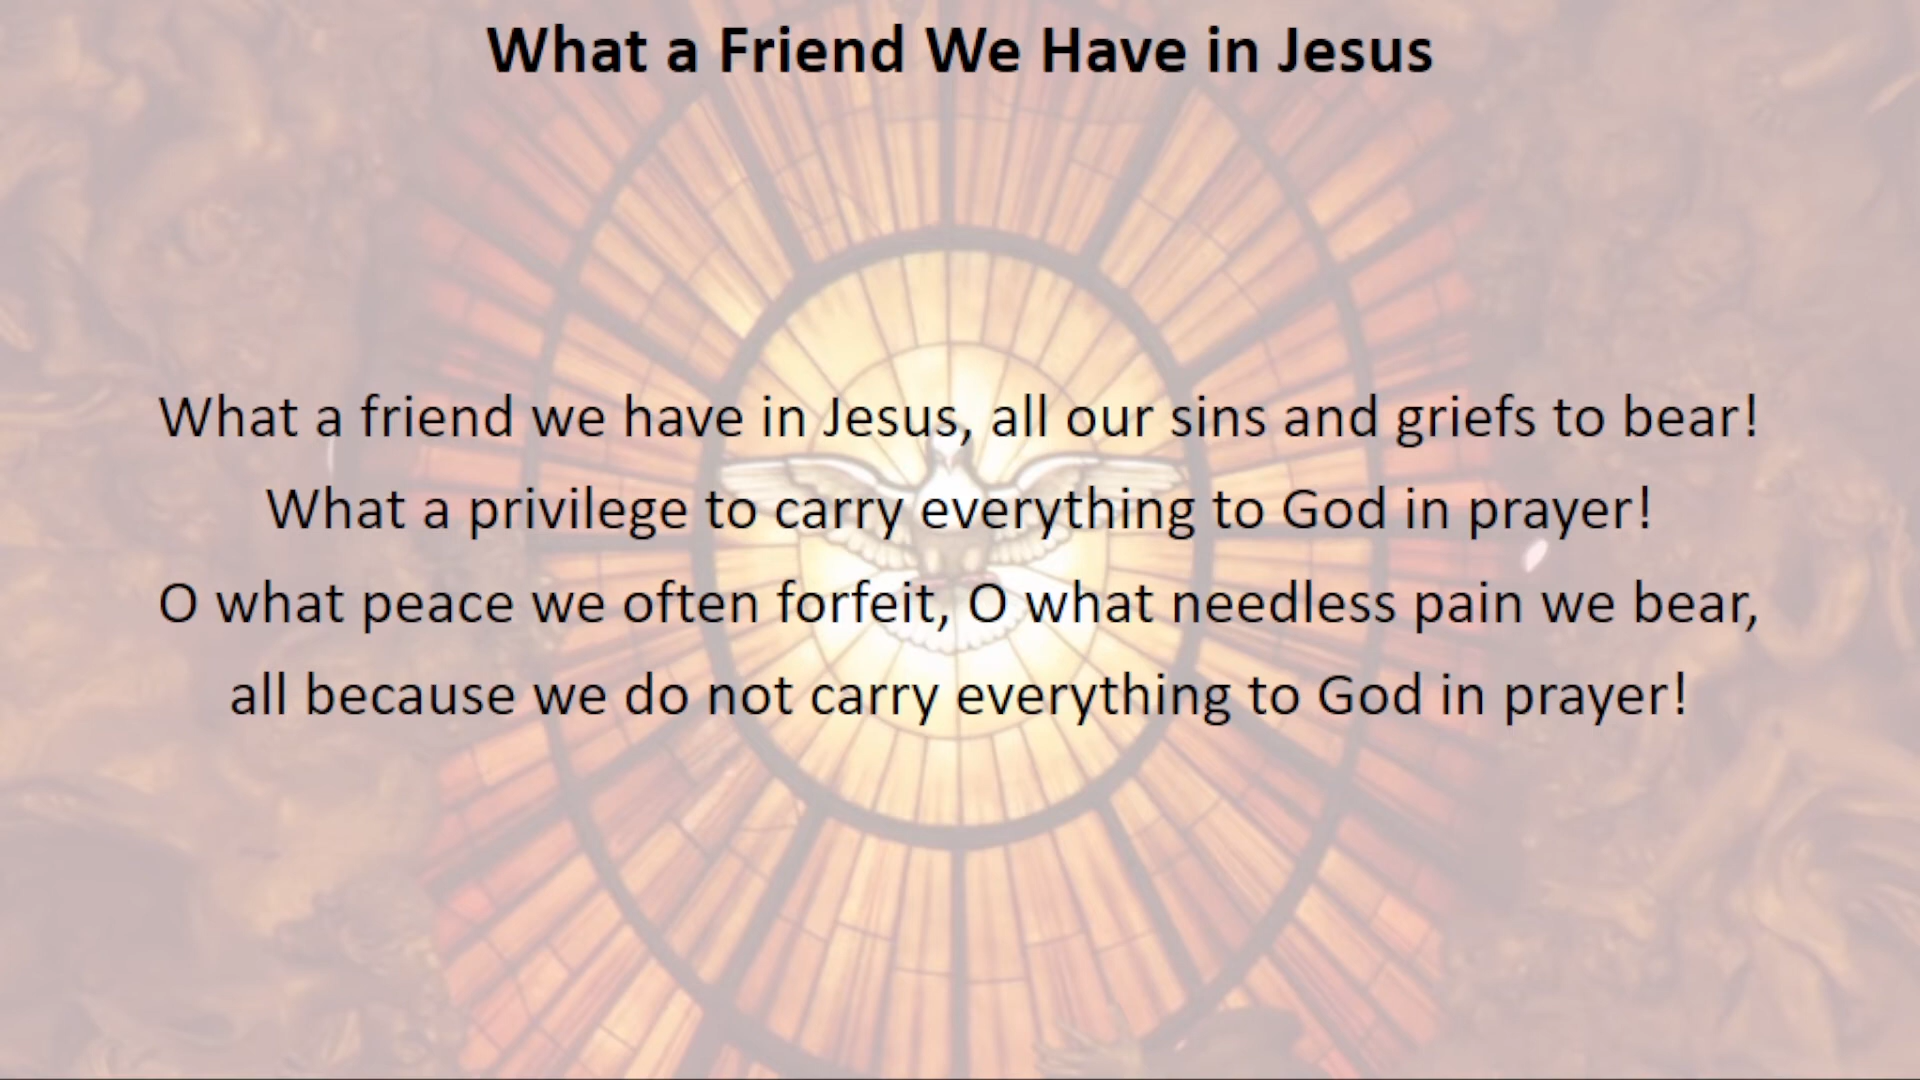 What a Friend We Have in Jesus
What a friend we have in Jesus, all our sins and griefs to bear!
What a privilege to carry everything to God in prayer!
O what peace we often forfeit, O what needless pain we bear,
all because we do not carry everything to God in prayer!